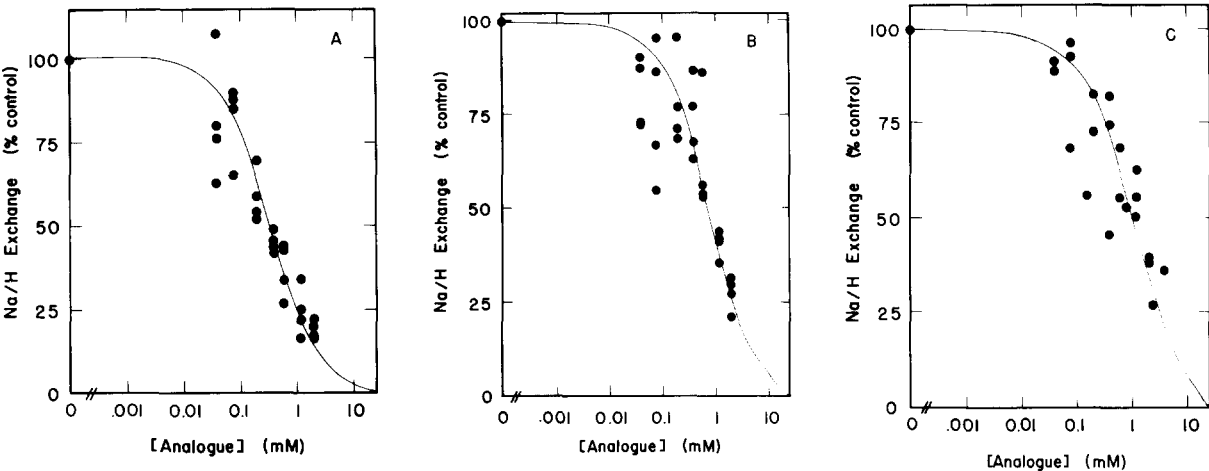 A
Na/H Exchange (% control)
100
75
50
25
0
0 .001 0.01 0.1 1 10
[Analogue] (mM)
B
Na/H Exchange (% control)
100
75
50
25
0
0 .001 0.01 0.1 1 10
[Analogue] (mM)
C
Na/H Exchange (% control)
100
75
50
25
0
0 .001 0.01 0.1 1 10
[Analogue] (mM)